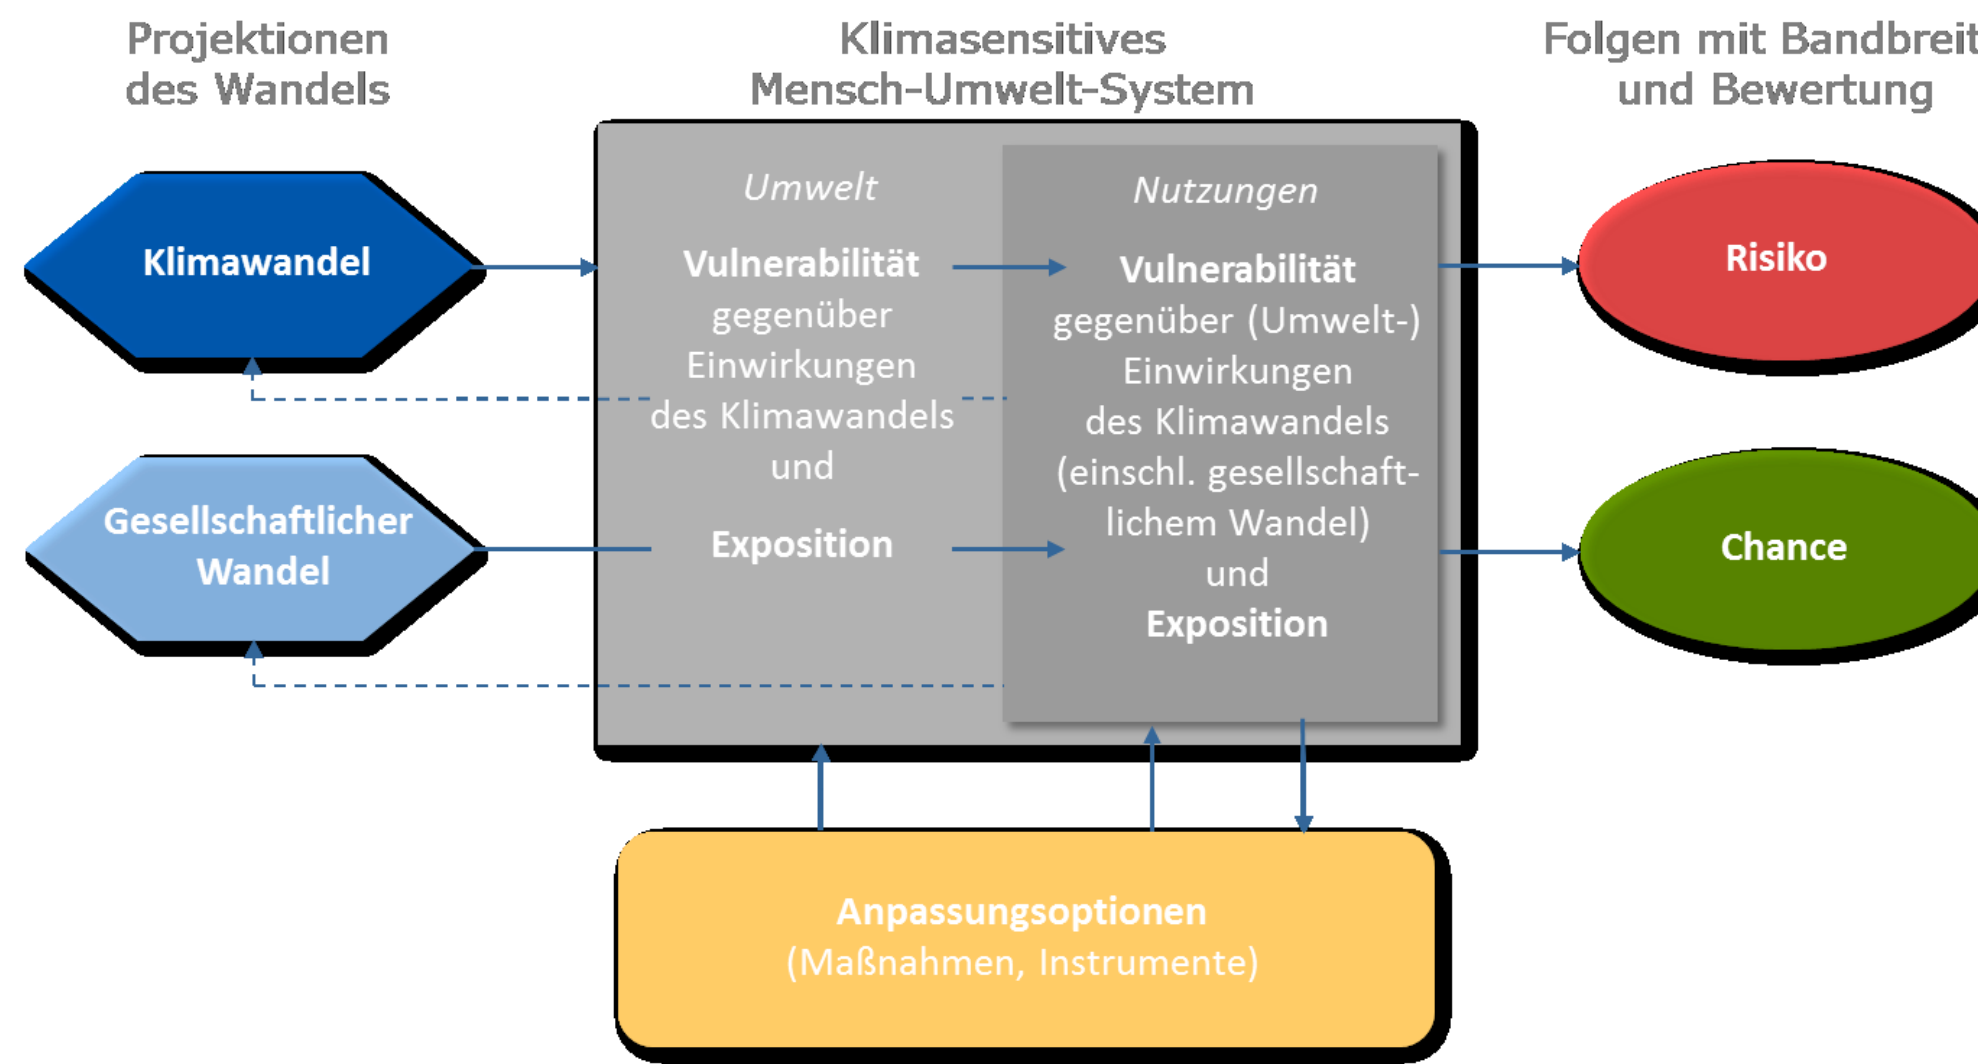 Projektionen
des Wandels
Klimasensitives
Mensch-Umwelt-System
Folgen mit Bandbreit
und Bewertung
Klimawandel
Gesellschaftlicher
Wandel
Umwelt
Vulnerabilität
gegenüber
Einwirkungen
des Klimawandels
und
Exposition
Nutzungen
Vulnerabilität
gegenüber (Umwelt-)
Einwirkungen
des Klimawandels
(einschl. gesellschaft-
lichem Wandel)
und
Exposition
Risiko
Chance
Anpassungsoptionen
(Maßnahmen, Instrumente)